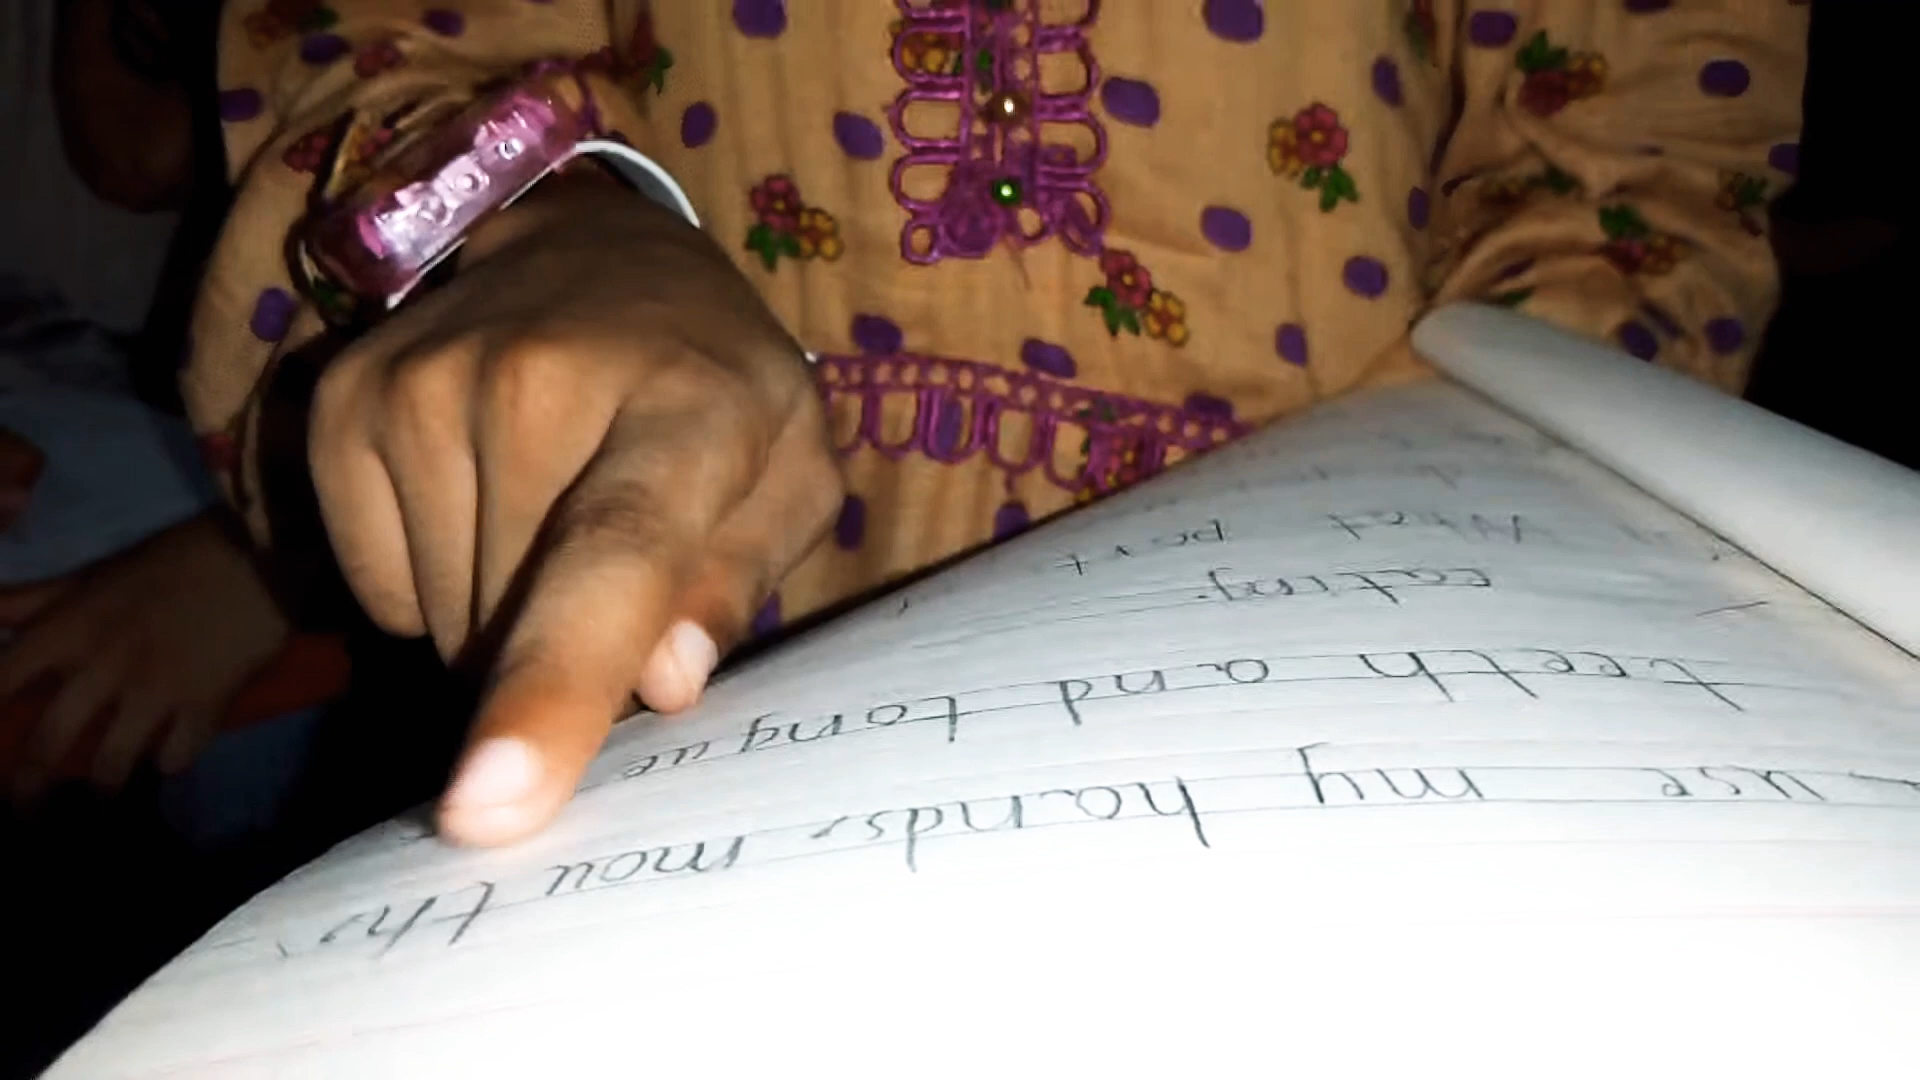 use my hands, mouth,
teeth and tongue
eating.
What part